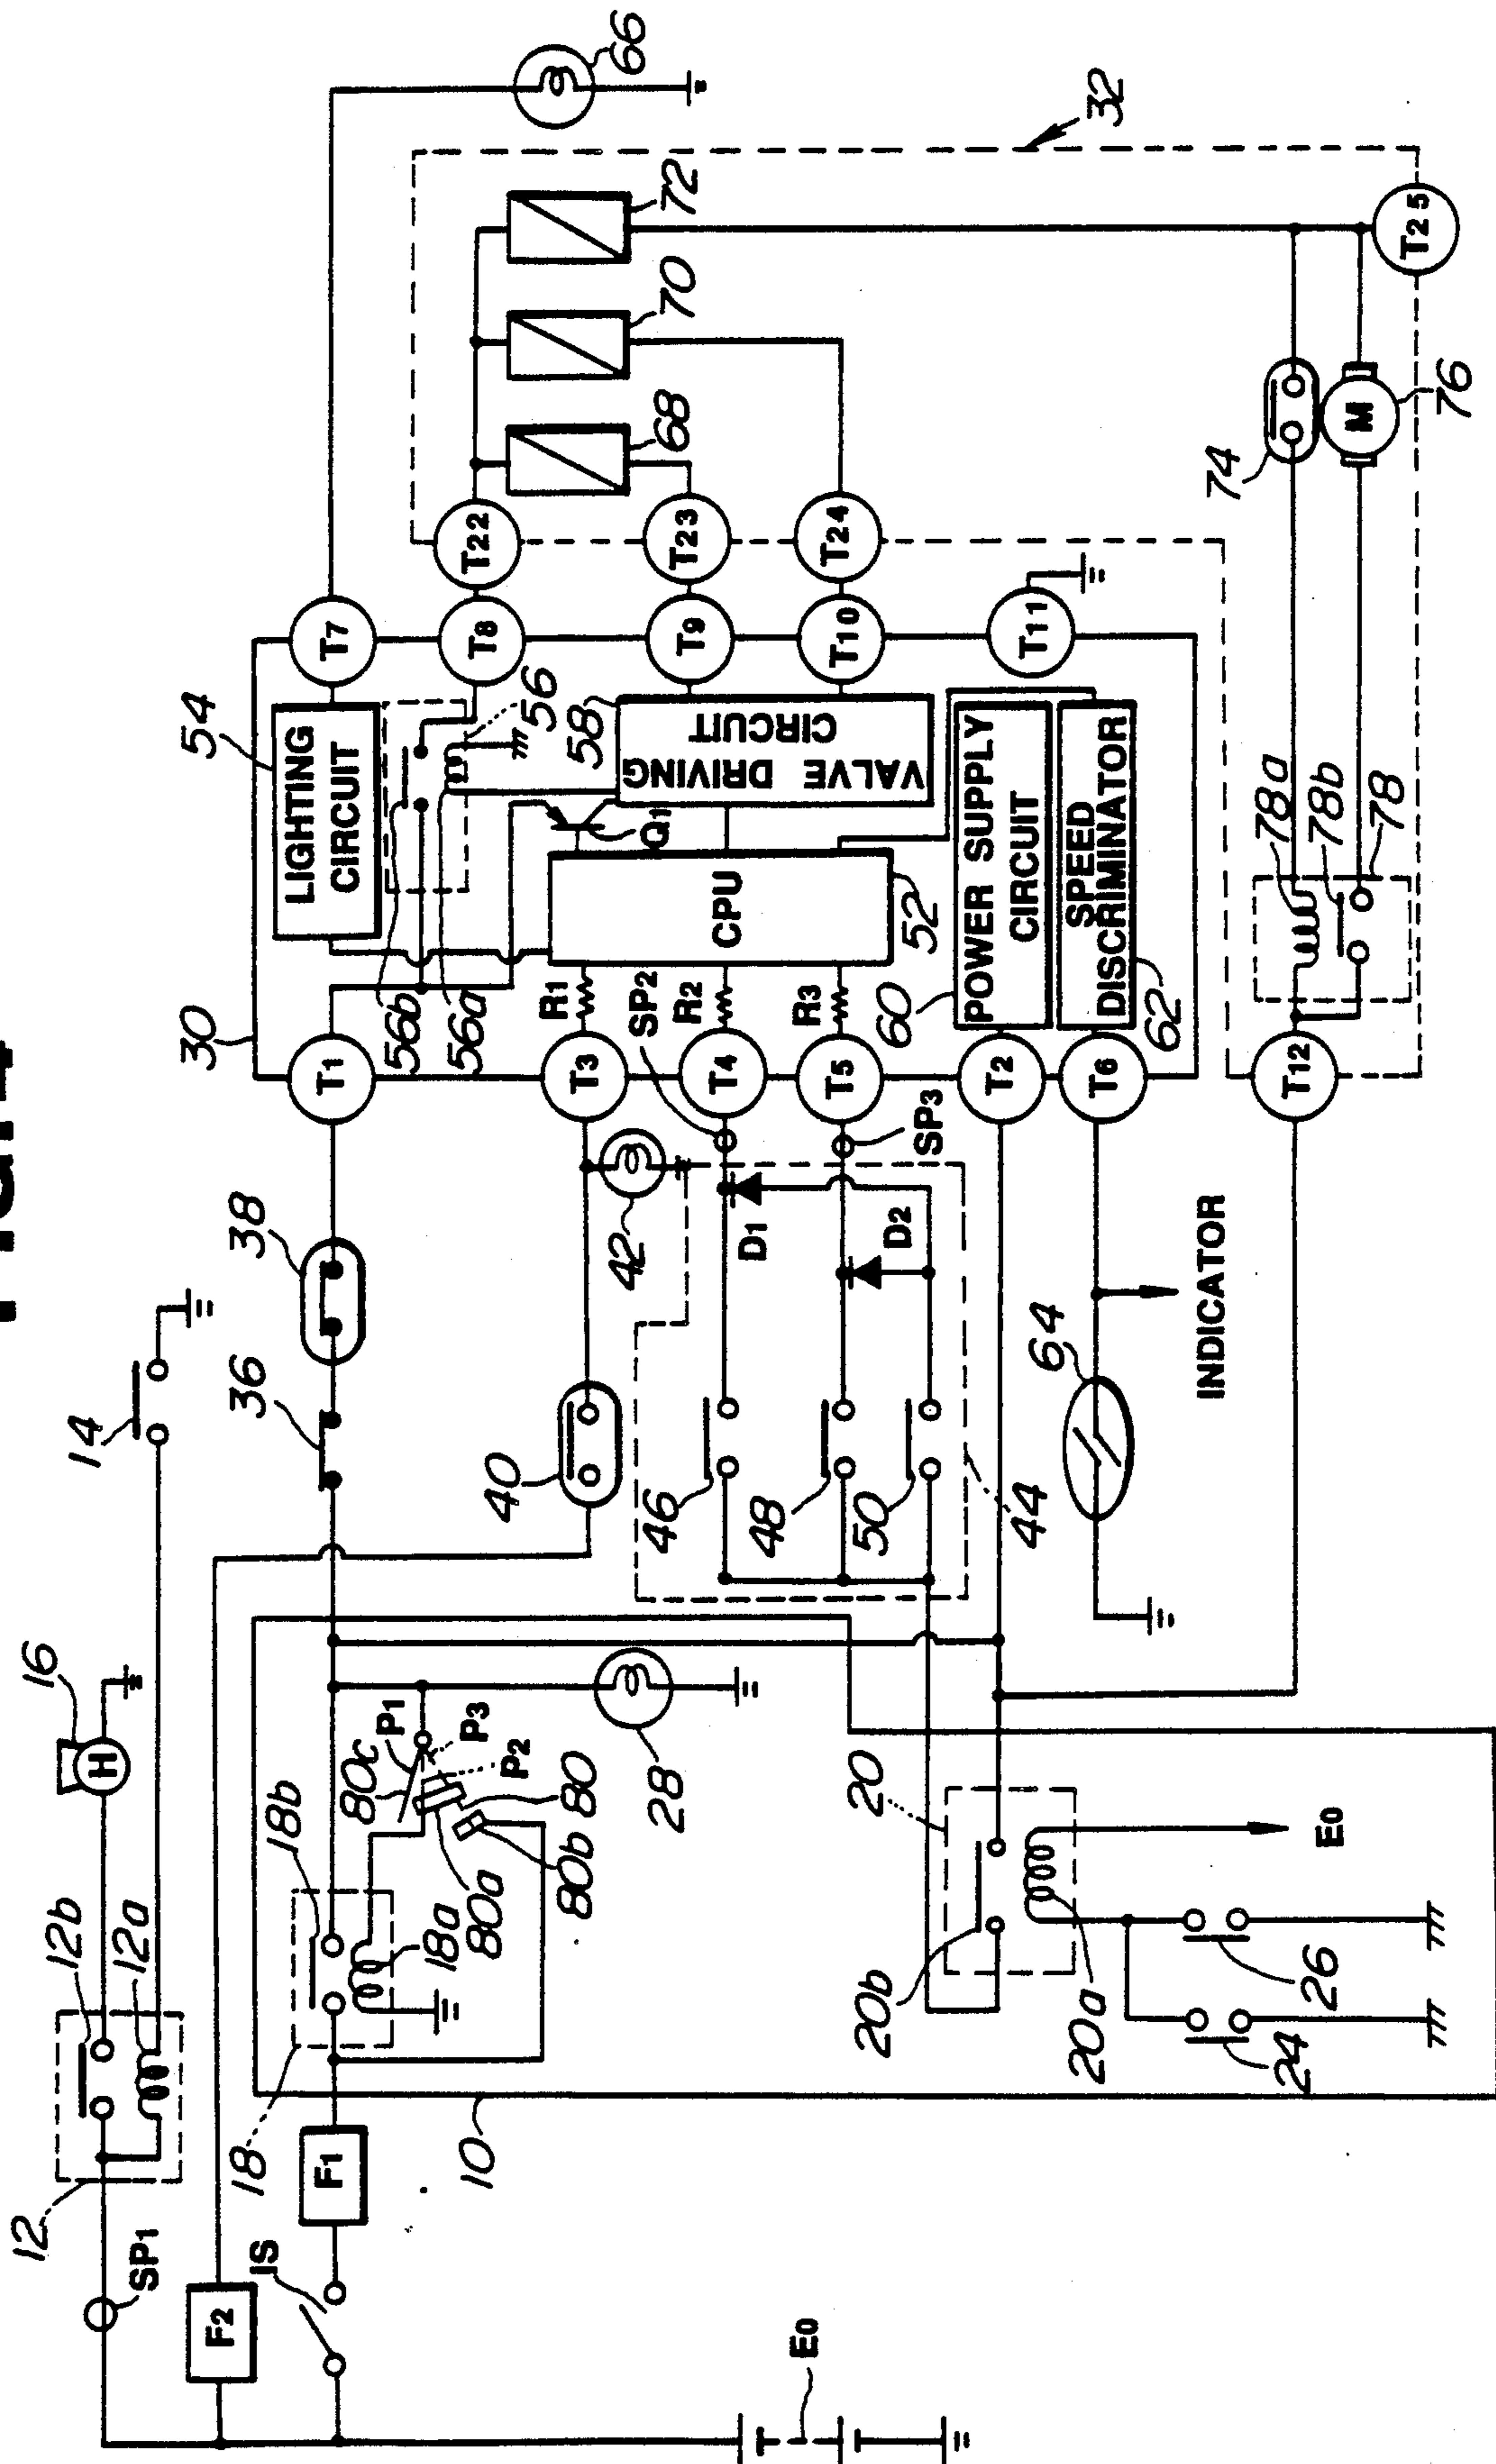 12
SP1
12b
12a
16
H
14
F2
IS
F1
18
18b
18a
80c
P1
P3
P2
80
80a
80b
28
10
36
38
40
42
46
48
50
44
D1
D2
SP2
SP3
20
20b
20a
E0
24
26
E0
64
INDICATOR
30
54
T1
LIGHTING
CIRCUIT
T7
66
56b
56a
56
T8
T22
R1
T3
Q1
58
VALVE DRIVING
CIRCUIT
T9
T23
R2
T4
CPU
52
T10
T24
R3
T5
60
POWER SUPPLY
CIRCUIT
T2
T11
SPEED
DISCRIMINATOR
T6
62
68
70
72
32
T12
78a
78b
78
74
M
76
T25